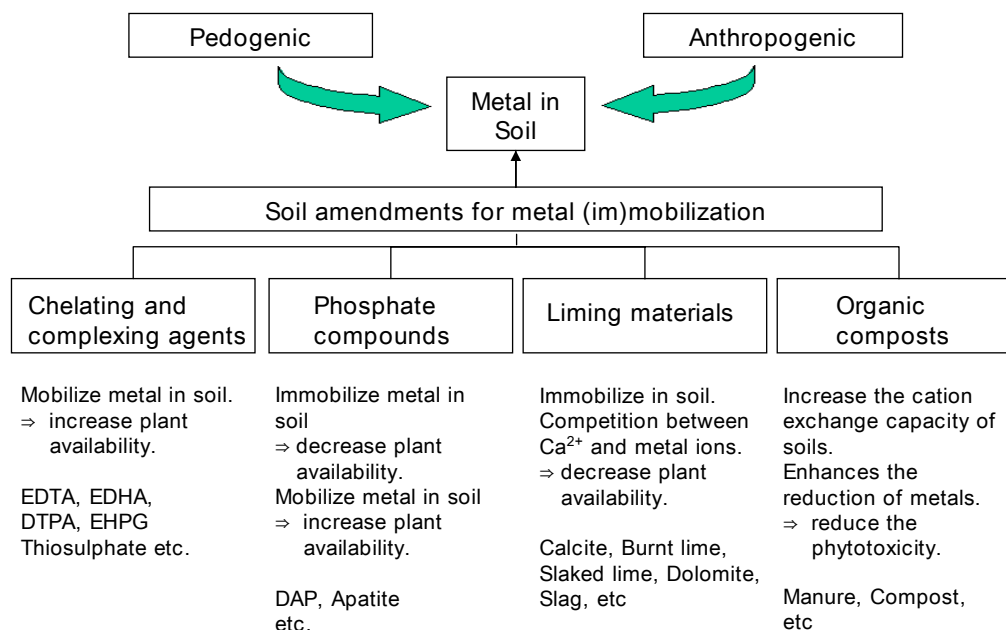 Pedogenic
Anthropogenic
Metal in
Soil
Soil amendments for metal (im)mobilization
Chelating and
complexing agents
Phosphate
compounds
Liming materials
Organic
composts
Mobilize metal in soil.
⇒ increase plant
availability.
EDTA, EDHA,
DTPA, EHPG
Thiosulphate etc.
Immobilize metal in
soil
⇒ decrease plant
availability.
Mobilize metal in soil
⇒ increase plant
availability.
DAP, Apatite
etc.
Immobilize in soil.
Competition between
Ca²⁺ and metal ions.
⇒ decrease plant
availability.
Calcite, Burnt lime,
Slaked lime, Dolomite,
Slag, etc
Increase the cation
exchange capacity of
soils.
Enhances the
reduction of metals.
⇒ reduce the
phytotoxicity.
Manure, Compost,
etc